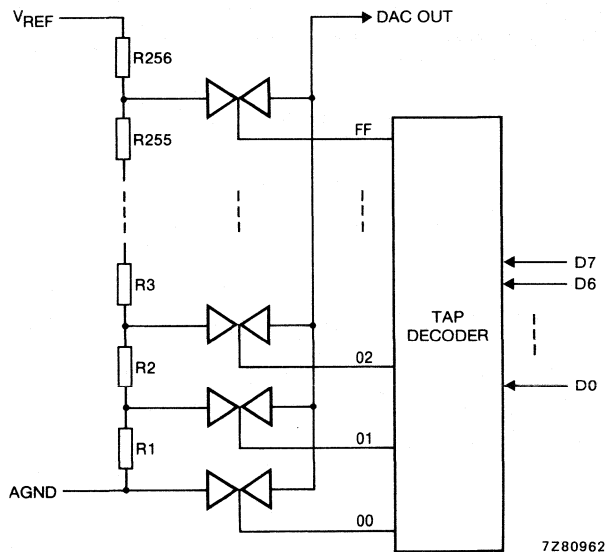 VREF
DAC OUT
R256
FF
R255
D7
D6
R3
TAP
DECODER
02
R2
D0
01
R1
AGND
00
7Z80962